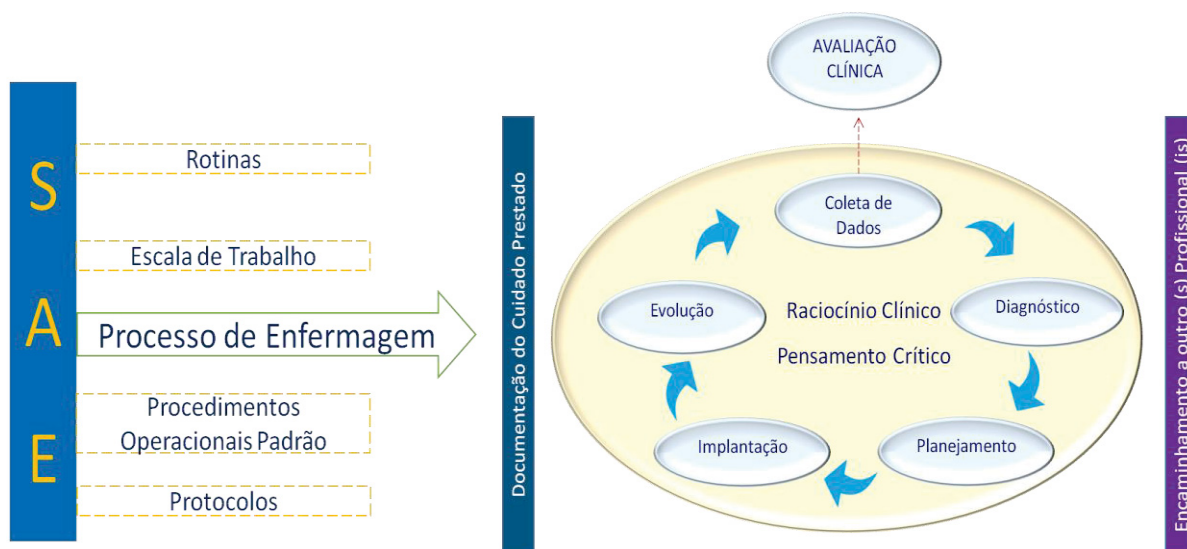 S
A
E
Rotinas
Escala de Trabalho
Processo de Enfermagem
Procedimentos
Operacionais Padrão
Protocolos
Documentação do Cuidado Prestado
AVALIAÇÃO
CLÍNICA
Coleta de
Dados
Diagnóstico
Planejamento
Implantação
Evolução
Raciocínio Clínico
Pensamento Crítico
Encaminhamento a outro (s) Profissional (is)